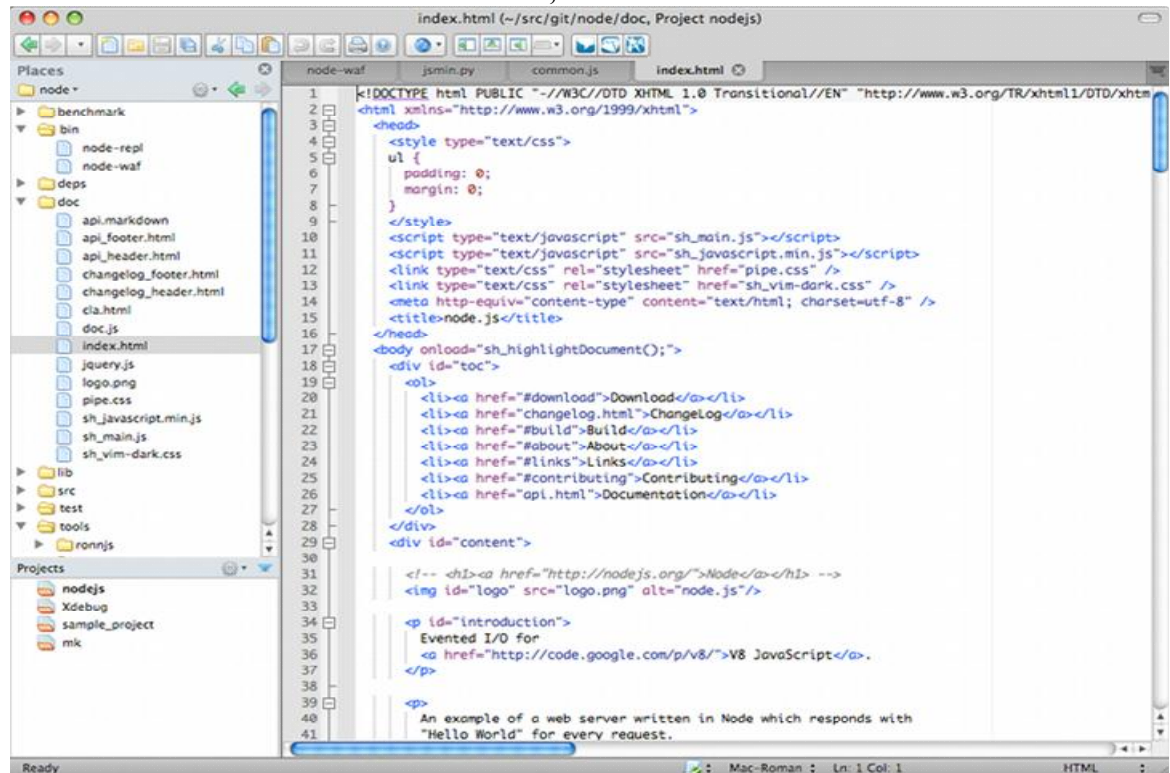 index.html (~/src/git/node/doc, Project nodejs)
Places
node-waf jsmin.py common.js index.html
node
benchmark
bin
node-repl
node-waf
deps
doc
api.markdown
api_footer.html
api_header.html
changelog_footer.html
changelog_header.html
cla.html
doc.js
index.html
jquery.js
logo.png
pipe.css
sh_javascript.min.js
sh_main.js
sh_vim-dark.css
lib
src
test
tools
ronnjs
Projects
nodejs
Xdebug
sample_project
mk
1 <!DOCTYPE html PUBLIC "-//W3C//DTD XHTML 1.0 Transitional//EN" "http://www.w3.org/TR/xhtml1/DTD/xhtm
2 <html xmlns="http://www.w3.org/1999/xhtml">
3 <head>
4 <style type="text/css">
5 ul {
6 padding: 0;
7 margin: 0;
8 }
9 </style>
10 <script type="text/javascript" src="sh_main.js"></script>
11 <script type="text/javascript" src="sh_javascript.min.js"></script>
12 <link type="text/css" rel="stylesheet" href="pipe.css" />
13 <link type="text/css" rel="stylesheet" href="sh_vim-dark.css" />
14 <meta http-equiv="content-type" content="text/html; charset=utf-8" />
15 <title>node.js</title>
16 </head>
17 <body onload="sh_highlightDocument();">
18 <div id="toc">
19 <ol>
20 <li><a href="#download">Download</a></li>
21 <li><a href="changelog.html">ChangeLog</a></li>
22 <li><a href="#build">Build</a></li>
23 <li><a href="#about">About</a></li>
24 <li><a href="#links">Links</a></li>
25 <li><a href="#contributing">Contributing</a></li>
26 <li><a href="api.html">Documentation</a></li>
27 </ol>
28 </div>
29 <div id="content">
30
31 <!-- <h1><a href="http://nodejs.org/">Node</a></h1> -->
32 <img id="logo" src="logo.png" alt="node.js"/>
33
34 <p id="introduction">
35 Evented I/O for
36 <a href="http://code.google.com/p/v8/">V8 JavaScript</a>.
37 </p>
38
39 <p>
40 An example of a web server written in Node which responds with
41 "Hello World" for every request.
Ready Mac-Roman Ln: 1 Col: 1 HTML